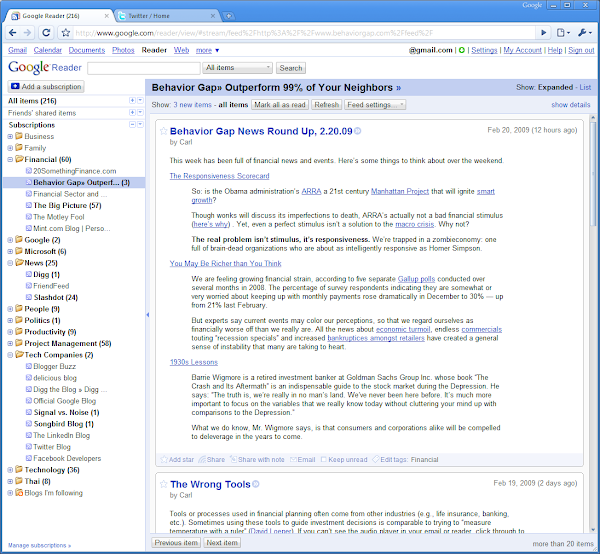 Google
Google Reader (216)
Twitter / Home
http://www.google.com/reader/view/#stream/feed%2Fhttp%3A%2F%2Fwww.behaviorgap.com%2Ffeed%2F
Gmail Calendar Documents Photos Reader Web more ▼
@gmail.com | Settings | My Account | Help | Sign out
Google Reader All items Search
Add a subscription
All items (216)
Friends' shared items
Subscriptions
Business
Family
Financial (60)
20SomethingFinance.com
Behavior Gap» Outperf... (3)
Financial Sector and ...
The Big Picture (57)
The Motley Fool
Mint.com Blog | Perso...
Google (2)
Microsoft (6)
News (25)
Digg (1)
FriendFeed
Slashdot (24)
People (9)
Politics (1)
Productivity (9)
Project Management (58)
Tech Companies (2)
Blogger Buzz
delicious blog
Digg the Blog » Digg ...
Official Google Blog
Signal vs. Noise (1)
Songbird Blog (1)
The LinkedIn Blog
Twitter Blog
Facebook Developers
Technology (36)
Thai (8)
Blogs I'm following
Manage subscriptions »
Behavior Gap» Outperform 99% of Your Neighbors »
Show: Expanded - List
Show: 3 new items - all items Mark all as read Refresh Feed settings... show details
Behavior Gap News Round Up, 2.20.09
Feb 20, 2009 (12 hours ago)
by Carl
This week has been full of financial news and events. Here's some things to think about over the weekend.
The Responsiveness Scorecard
So: is the Obama administration's ARRA a 21st century Manhattan Project that will ignite smart
growth?
Though wonks will discuss its imperfections to death, ARRA's actually not a bad financial stimulus
(here's why) . Yet, even a perfect stimulus isn't a solution to the macro crisis. Why not?
The real problem isn't stimulus, it's responsiveness. We're trapped in a zombieconomy: one
full of brain-dead organizations who are about as intelligently responsive as Homer Simpson.
You May Be Richer than You Think
We are feeling growing financial strain, according to five separate Gallup polls conducted over
several months in 2008. The percentage of survey respondents indicating they are somewhat or
very worried about keeping up with monthly payments rose dramatically in December to 30% — up
from 21% last February.
But experts say current events may color our perceptions, so that we regard ourselves as
financially worse off than we really are. All the news about economic turmoil, endless commercials
touting "recession specials" and increased bankruptcies amongst retailers have created a general
sense of instability that many are taking to heart.
1930s Lessons
Barrie Wigmore is a retired investment banker at Goldman Sachs Group Inc. whose book "The
Crash and Its Aftermath" is an indispensable guide to the stock market during the Depression. He
says: "The truth is, we're really in no man's land. We've never been here before. It's much more
important to focus on the variables that we really know today without cluttering your mind up with
comparisons to the Depression."
What we do know, Mr. Wigmore says, is that consumers and corporations alike will be compelled
to deleverage in the years to come.
Add star Share Share with note Email Keep unread Edit tags: Financial
The Wrong Tools
Feb 19, 2009 (2 days ago)
by Carl
Tools or processes used in financial planning often come from other industries (e.g., life insurance, banking,
etc.). Sometimes using these tools to guide investment decisions is comparable to trying to "measure
temperature with a ruler" (David Loeper). If you can't see the audio player in your email or reader, click through to
Previous item Next item
more than 20 items